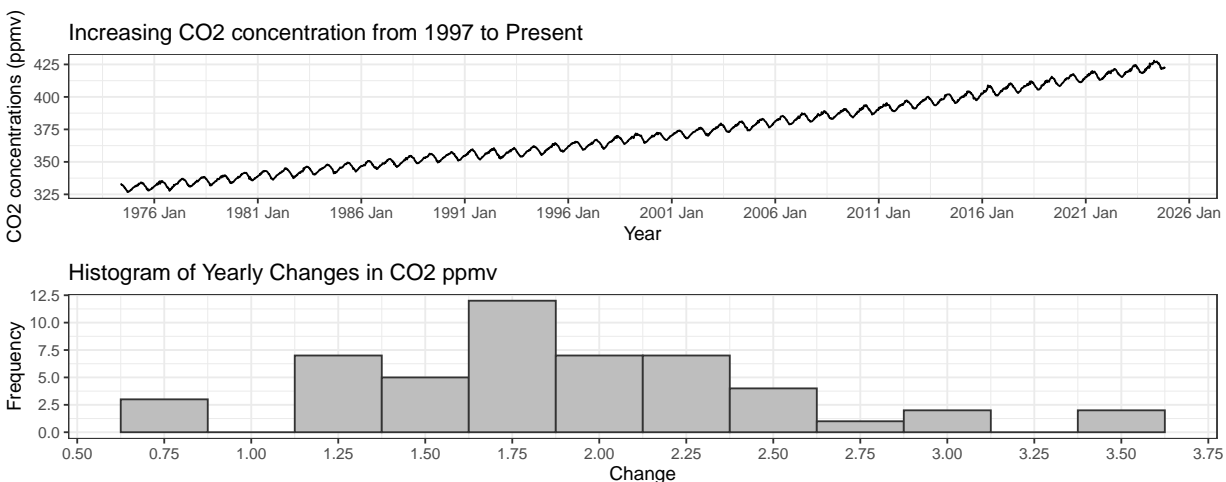 Increasing CO2 concentration from 1997 to Present
CO2 concentrations (ppmv)
425
400
375
350
325
1976 Jan 1981 Jan 1986 Jan 1991 Jan 1996 Jan 2001 Jan 2006 Jan 2011 Jan 2016 Jan 2021 Jan 2026 Jan
Year
Histogram of Yearly Changes in CO2 ppmv
Frequency
12.5
10.0
7.5
5.0
2.5
0.0
0.50 0.75 1.00 1.25 1.50 1.75 2.00 2.25 2.50 2.75 3.00 3.25 3.50 3.75
Change